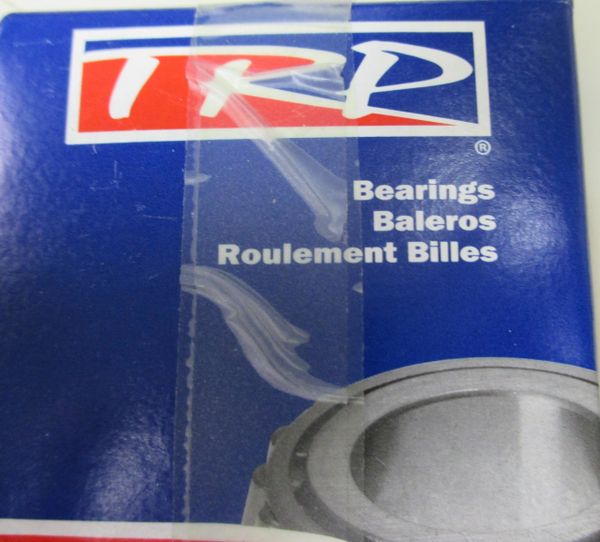 TRP
®
Bearings
Baleros
Roulement Billes